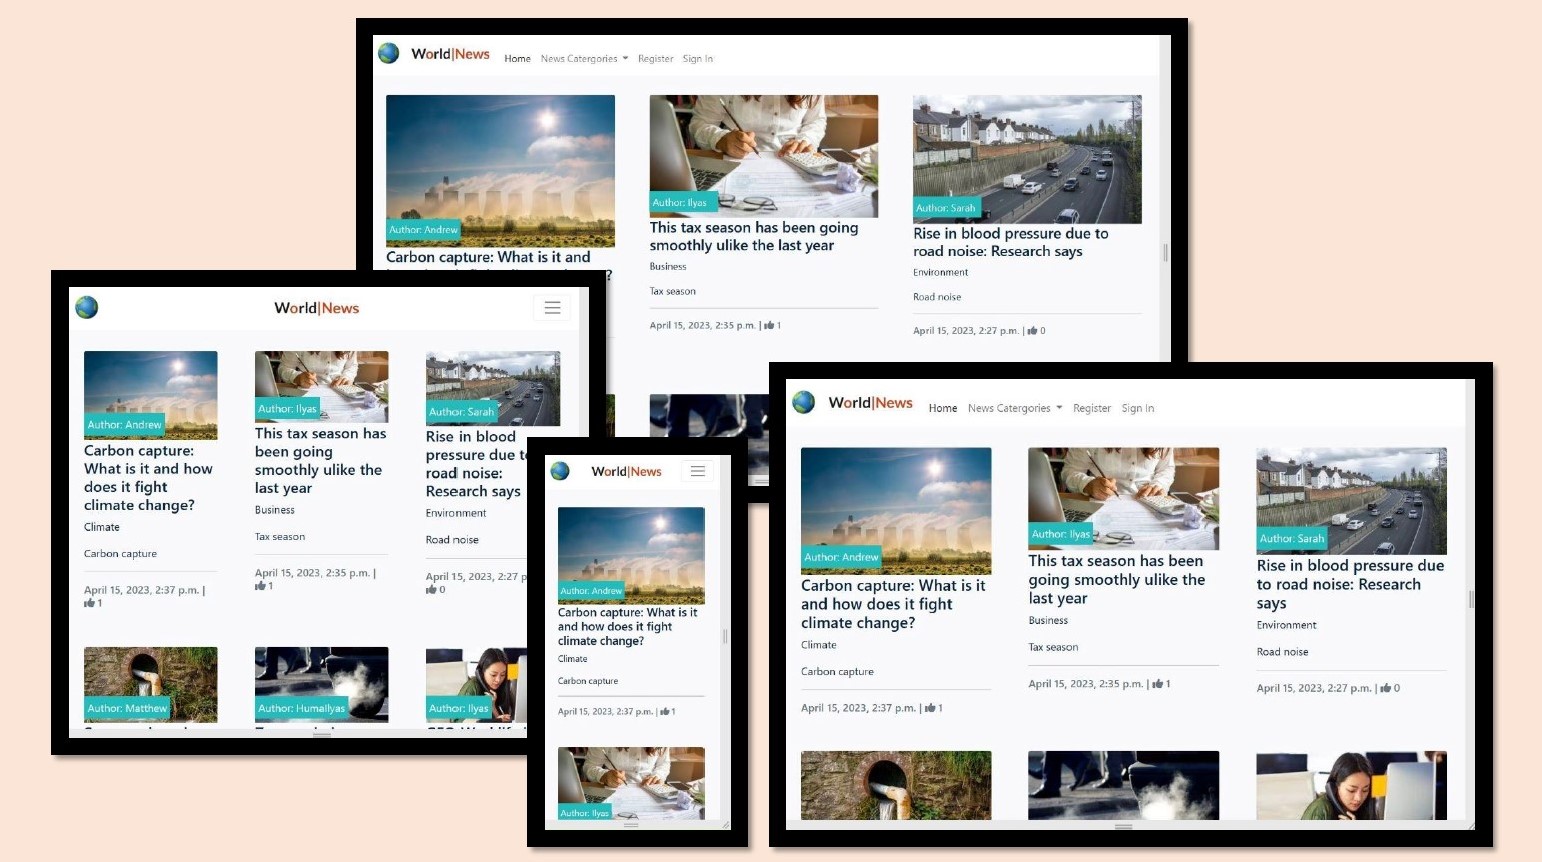 World|News
Home News Catergories Register Sign In
Author: Andrew
Carbon capture: What is it and
?
Author: Ilyas
This tax season has been going
smoothly ulike the last year
Business
Tax season
April 15, 2023, 2:35 p.m. | 1
Author: Sarah
Rise in blood pressure due to
road noise: Research says
Environment
Road noise
April 15, 2023, 2:27 p.m. | 0
World|News
Author: Andrew
Carbon capture:
What is it and how
does it fight
climate change?
Climate
Carbon capture
April 15, 2023, 2:37 p.m. |
1
Author: Ilyas
This tax season has
been going
smoothly ulike the
last year
Business
Tax season
April 15, 2023, 2:35 p.m. |
1
Author: Sarah
Rise in blood
pressure due t
road noise:
Research says
Environment
Road noise
April 15, 2023, 2:27 p
0
Author: Matthew
Author: HumaIlyas
Author: Ilyas
World|News
Author: Andrew
Carbon capture: What is it
and how does it fight
climate change?
Climate
Carbon capture
April 15, 2023, 2:37 p.m. | 1
Author: Ilyas
World|News
Home News Catergories Register Sign In
Author: Andrew
Carbon capture: What is it
and how does it fight
climate change?
Climate
Carbon capture
April 15, 2023, 2:37 p.m. | 1
Author: Ilyas
This tax season has been
going smoothly ulike the
last year
Business
Tax season
April 15, 2023, 2:35 p.m. | 1
Author: Sarah
Rise in blood pressure due
to road noise: Research
says
Environment
Road noise
April 15, 2023, 2:27 p.m. | 0